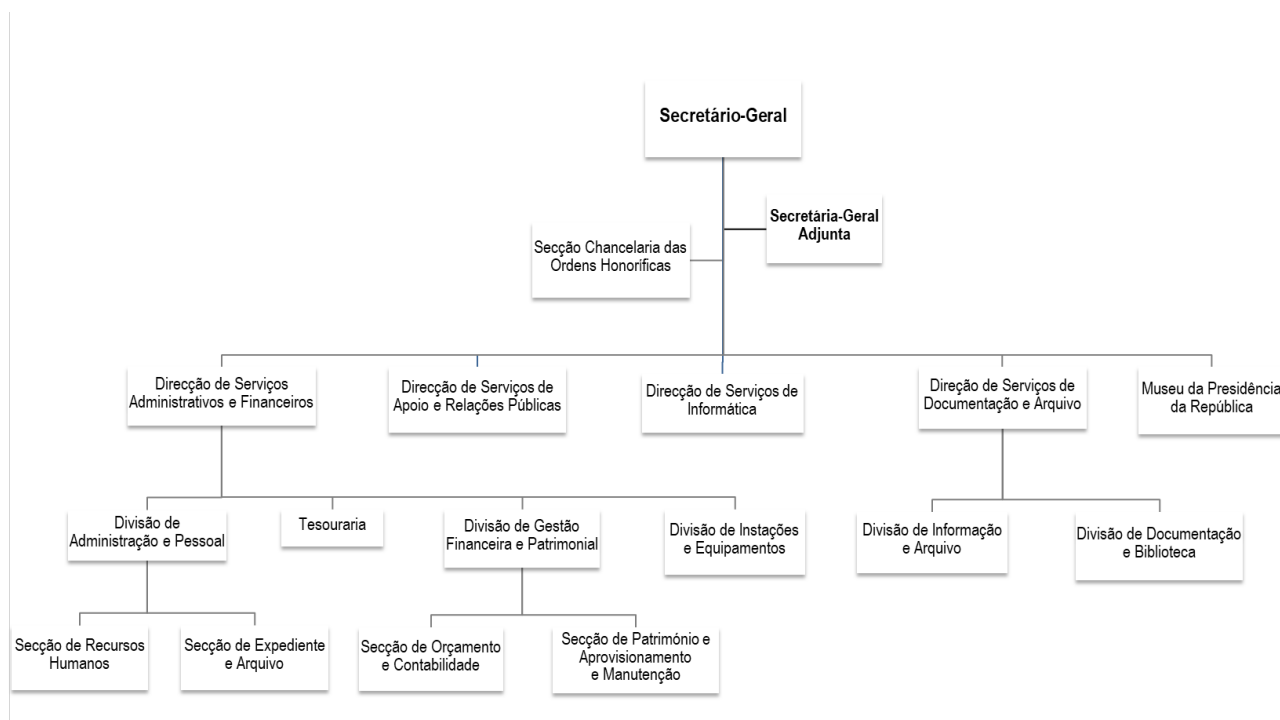 Secretário-Geral
Secretária-Geral
Adjunta
Secção Chancelaria das
Ordens Honoríficas
Direcção de Serviços
Administrativos e Financeiros
Direcção de Serviços de
Apoio e Relações Públicas
Direcção de Serviços de
Informática
Direção de Serviços de
Documentação e Arquivo
Museu da Presidência
da República
Divisão de
Administração e Pessoal
Tesouraria
Divisão de Gestão
Financeira e Patrimonial
Divisão de Instações
e Equipamentos
Divisão de Informação
e Arquivo
Divisão de Documentação
e Biblioteca
Secção de Recursos
Humanos
Secção de Expediente
e Arquivo
Secção de Orçamento
e Contabilidade
Secção de Património e
Aprovisionamento
e Manutenção